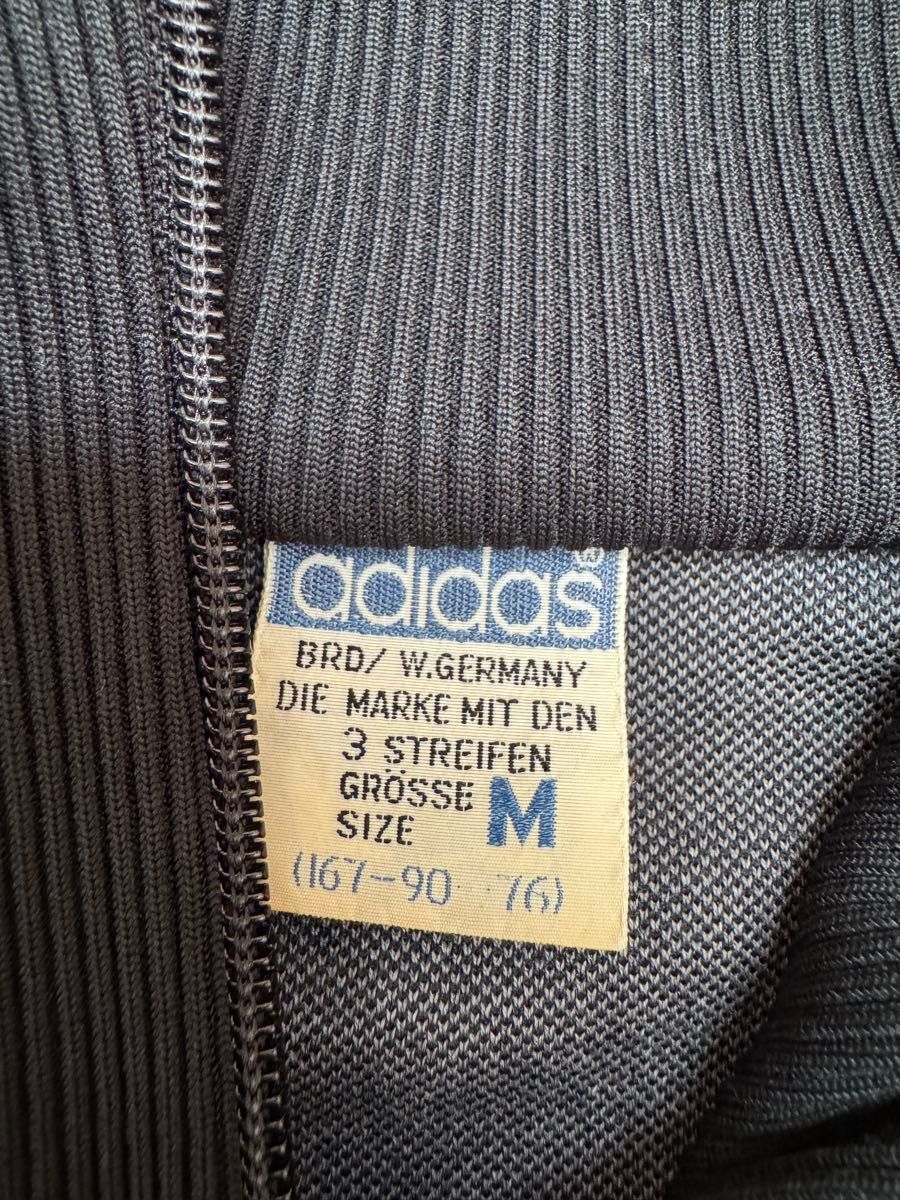 adidas®
BRD/ W.GERMANY
DIE MARKE MIT DEN
3 STREIFEN
GRÖSSE M
SIZE
(167-90 76)